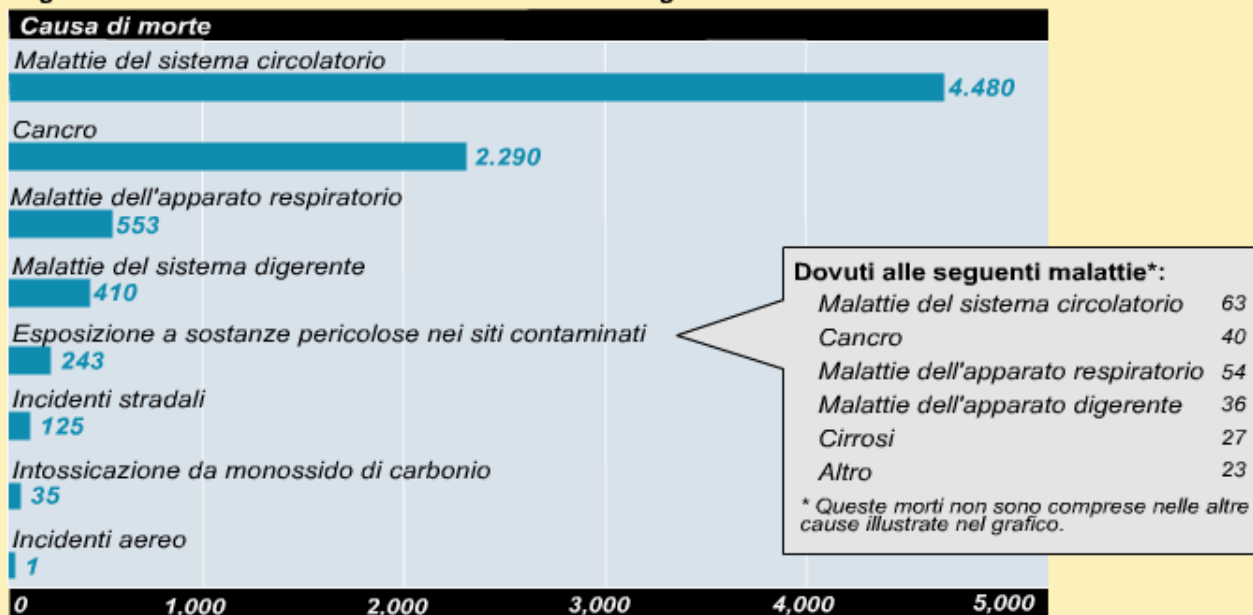 Causa di morte
Malattie del sistema circolatorio
4.480
Cancro
2.290
Malattie dell'apparato respiratorio
553
Malattie del sistema digerente
410
Esposizione a sostanze pericolose nei siti contaminati
243
Incidenti stradali
125
Intossicazione da monossido di carbonio
35
Incidenti aereo
1
0 1,000 2,000 3,000 4,000 5,000
Dovuti alle seguenti malattie*:
Malattie del sistema circolatorio 63
Cancro 40
Malattie dell'apparato respiratorio 54
Malattie dell'apparato digerente 36
Cirrosi 27
Altro 23
* Queste morti non sono comprese nelle altre
cause illustrate nel grafico.